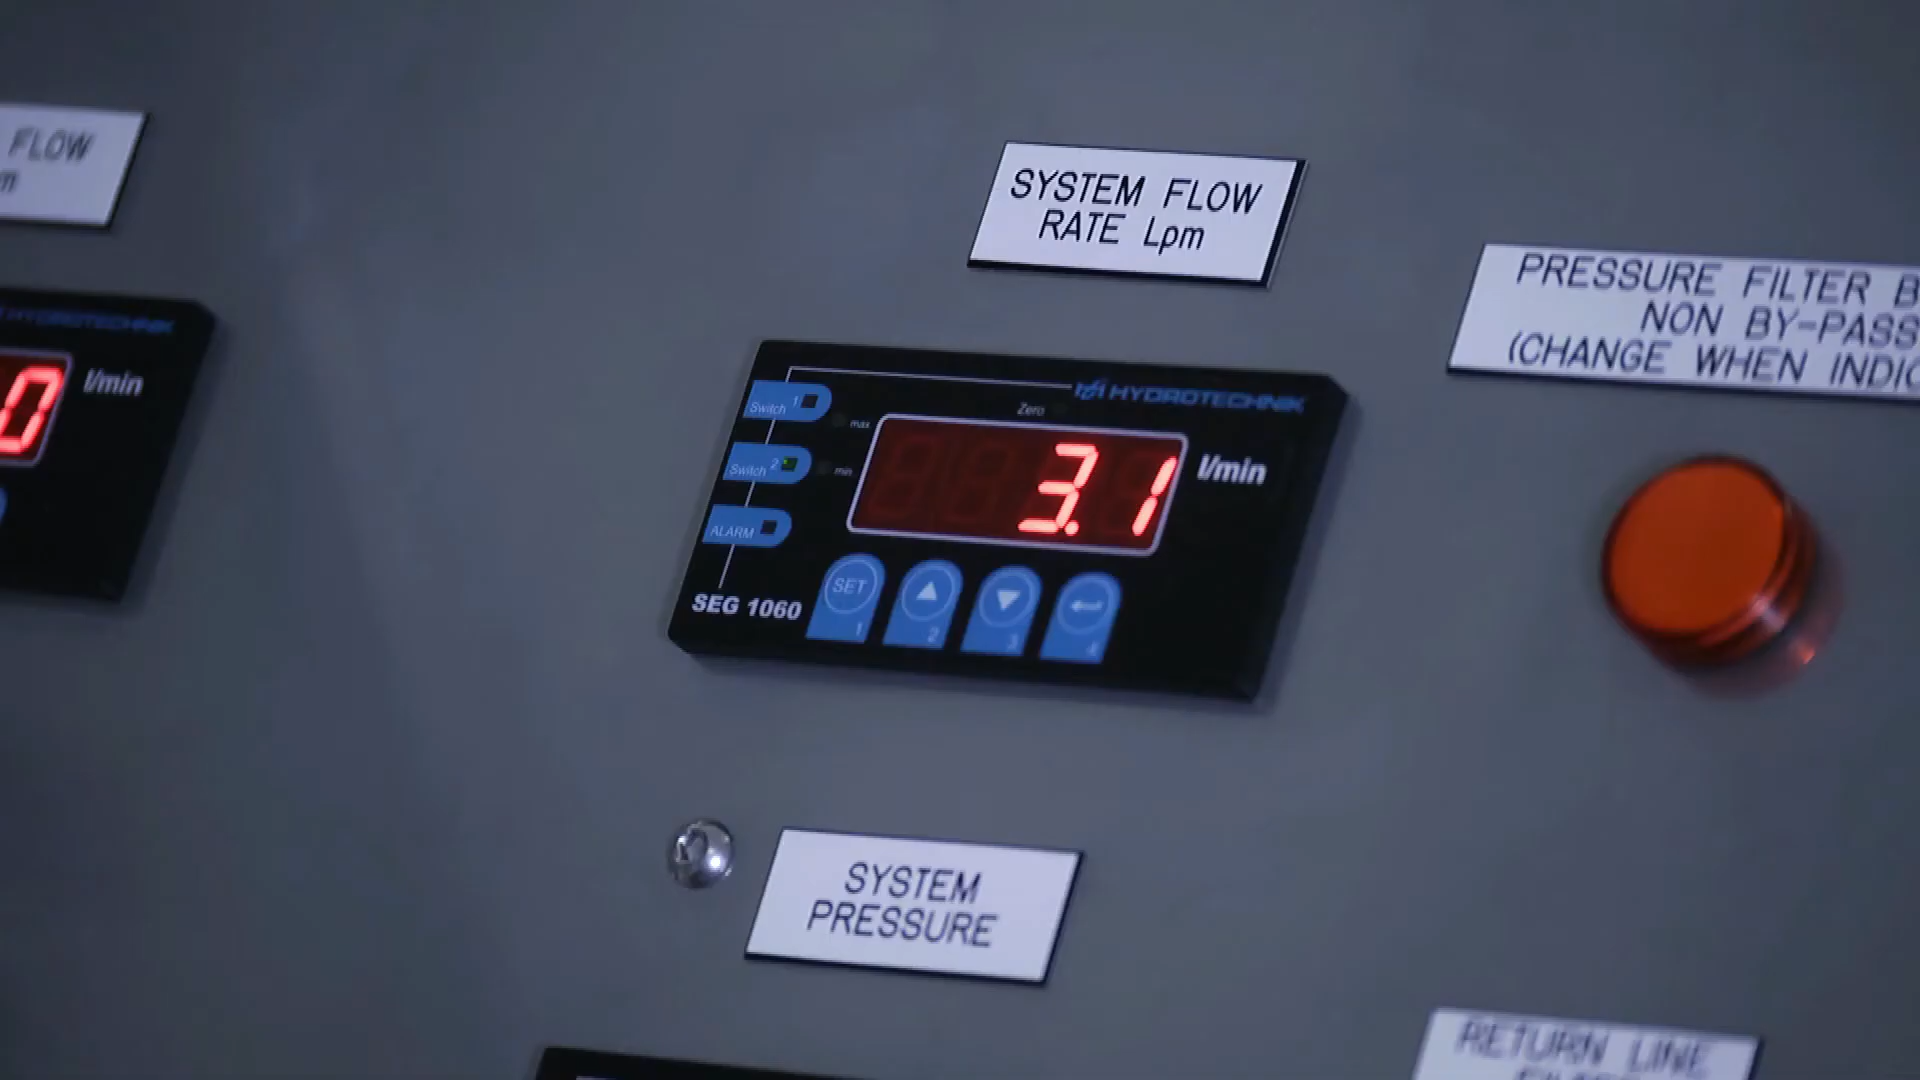 FLOW
SYSTEM FLOW
RATE Lpm
PRESSURE FILTER B
NON BY-PASS
(CHANGE WHEN INDIC
HYDROTECHNIK
0
l/min
HYDROTECHNIK
Switch 1
Zero
max
Switch 2
min
3.1
l/min
ALARM
SEG 1060
SET
1
2
3
4
SYSTEM
PRESSURE
RETURN LINE